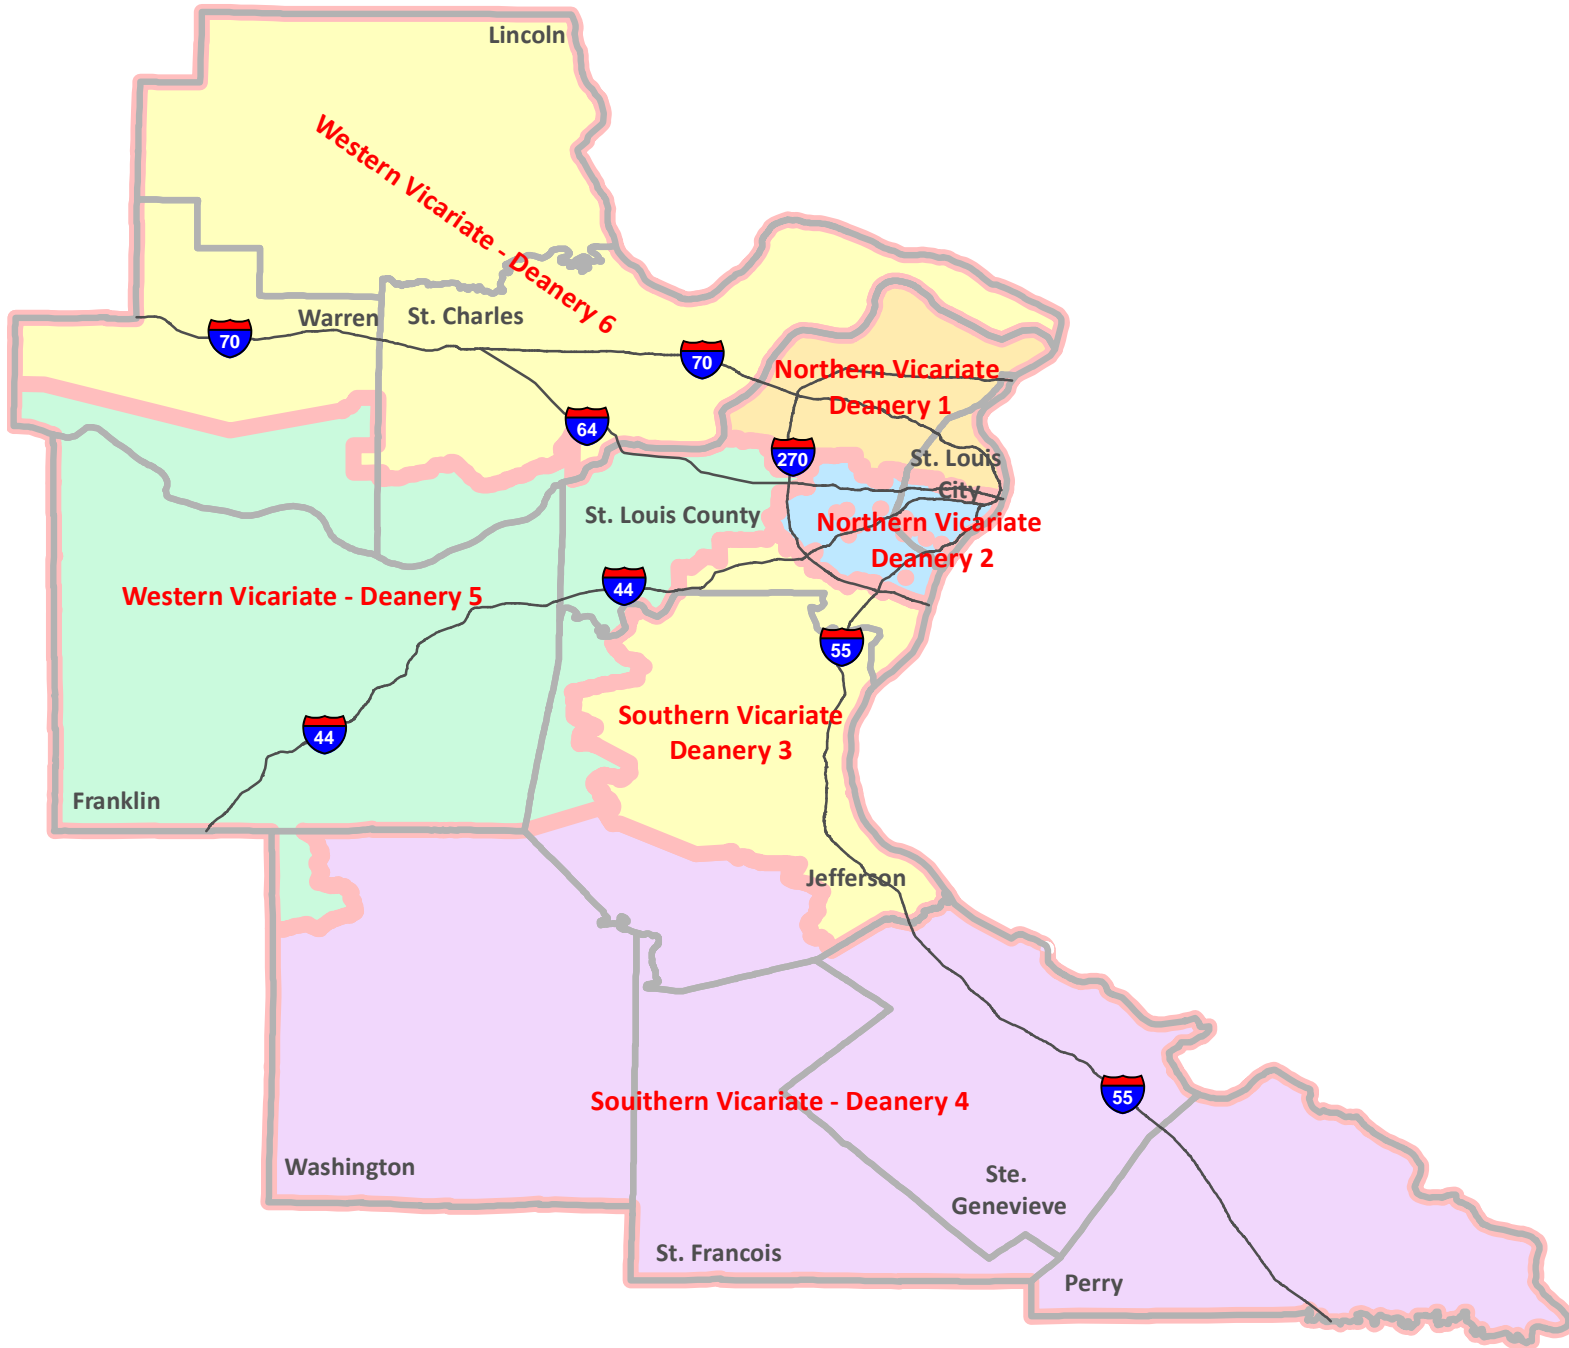 Lincoln
Western Vicariate - Deanery 6
Warren
St. Charles
70
70
Northern Vicariate
Deanery 1
64
270
St. Louis
City
St. Louis County
Northern Vicariate
Deanery 2
44
Western Vicariate - Deanery 5
55
Southern Vicariate
Deanery 3
44
Franklin
Jefferson
Souithern Vicariate - Deanery 4
55
Washington
Ste.
Genevieve
St. Francois
Perry